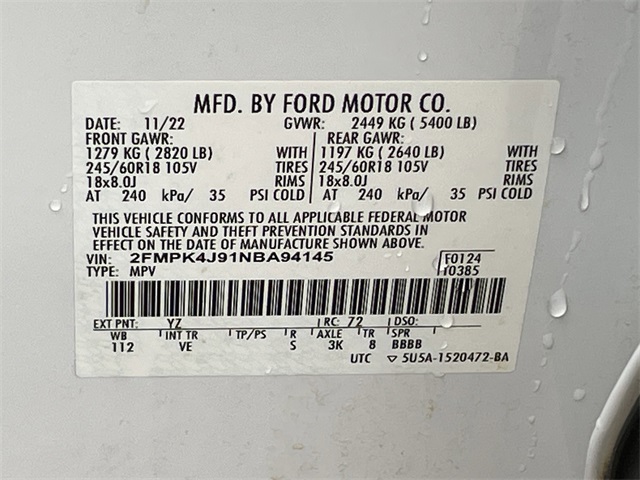 MFD. BY FORD MOTOR CO.
DATE: 11/22 GVWR: 2449 KG ( 5400 LB)
FRONT GAWR: REAR GAWR:
1279 KG ( 2820 LB) WITH 1197 KG ( 2640 LB) WITH
245/60R18 105V TIRES 245/60R18 105V TIRES
18x8.0J RIMS 18x8.0J RIMS
AT 240 kPa/ 35 PSI COLD AT 240 kPa/ 35 PSI COLD
THIS VEHICLE CONFORMS TO ALL APPLICABLE FEDERAL MOTOR
VEHICLE SAFETY AND THEFT PREVENTION STANDARDS IN
EFFECT ON THE DATE OF MANUFACTURE SHOWN ABOVE.
VIN: 2FMPK4J91NBA94145 F0124
TYPE: MPV 10385
EXT PNT: YZ RC: 72 DSO:
WB INT TR TP/PS R AXLE TR SPR
112 VE S 3K 8 BBBB
UTC ▽ 5U5A-1520472-BA